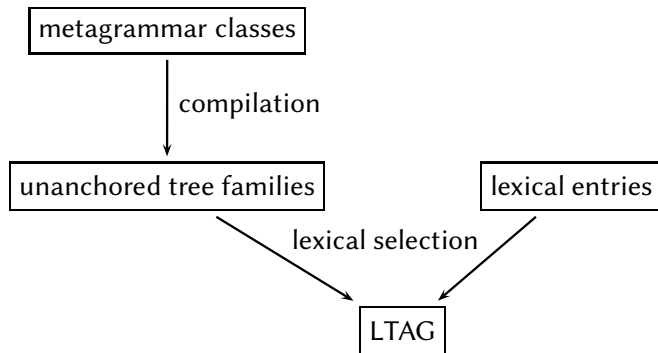 metagrammar classes
compilation
unanchored tree families
lexical entries
lexical selection
LTAG